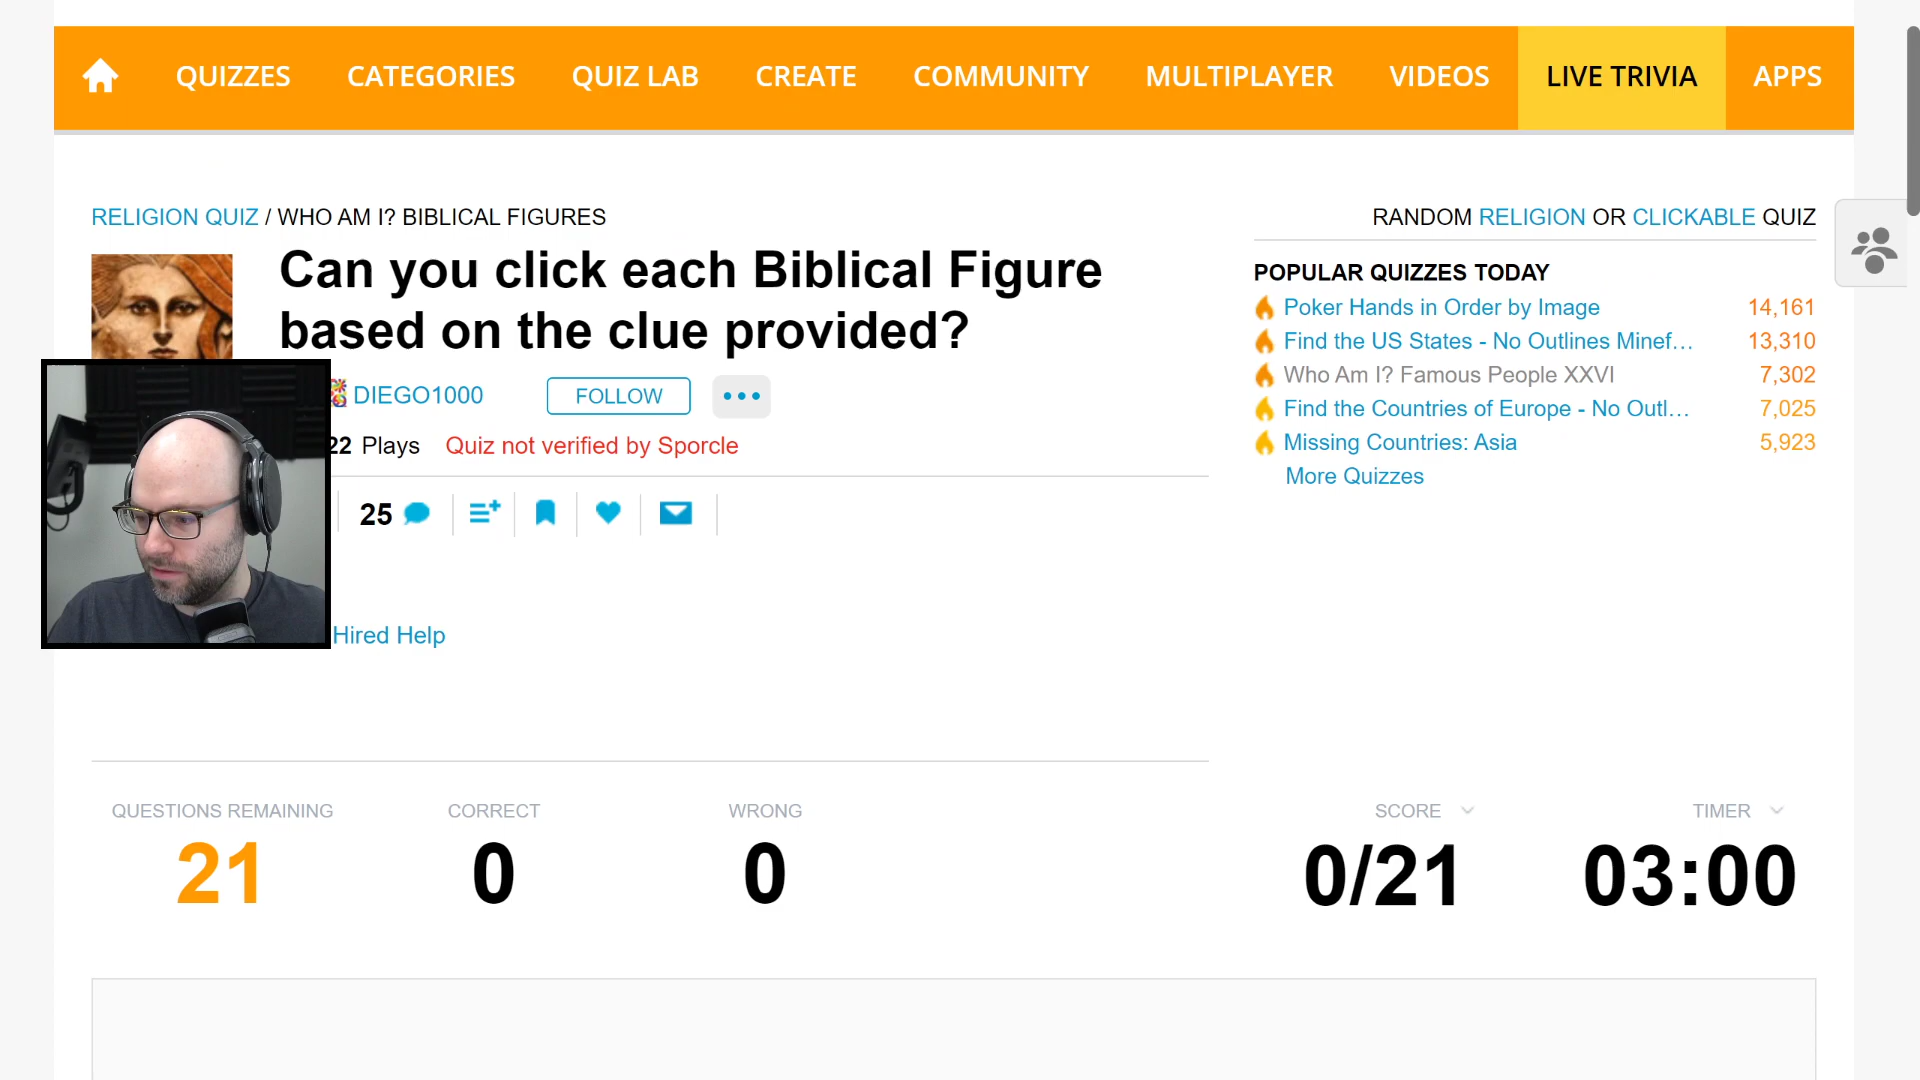 QUIZZES CATEGORIES QUIZ LAB CREATE COMMUNITY MULTIPLAYER VIDEOS LIVE TRIVIA APPS
RELIGION QUIZ / WHO AM I? BIBLICAL FIGURES
Can you click each Biblical Figure
based on the clue provided?
DIEGO1000
FOLLOW
22 Plays Quiz not verified by Sporcle
25
Hired Help
RANDOM RELIGION OR CLICKABLE QUIZ
POPULAR QUIZZES TODAY
Poker Hands in Order by Image 14,161
Find the US States - No Outlines Minef... 13,310
Who Am I? Famous People XXVI 7,302
Find the Countries of Europe - No Outl... 7,025
Missing Countries: Asia 5,923
More Quizzes
QUESTIONS REMAINING CORRECT WRONG SCORE TIMER
21 0 0 0/21 03:00